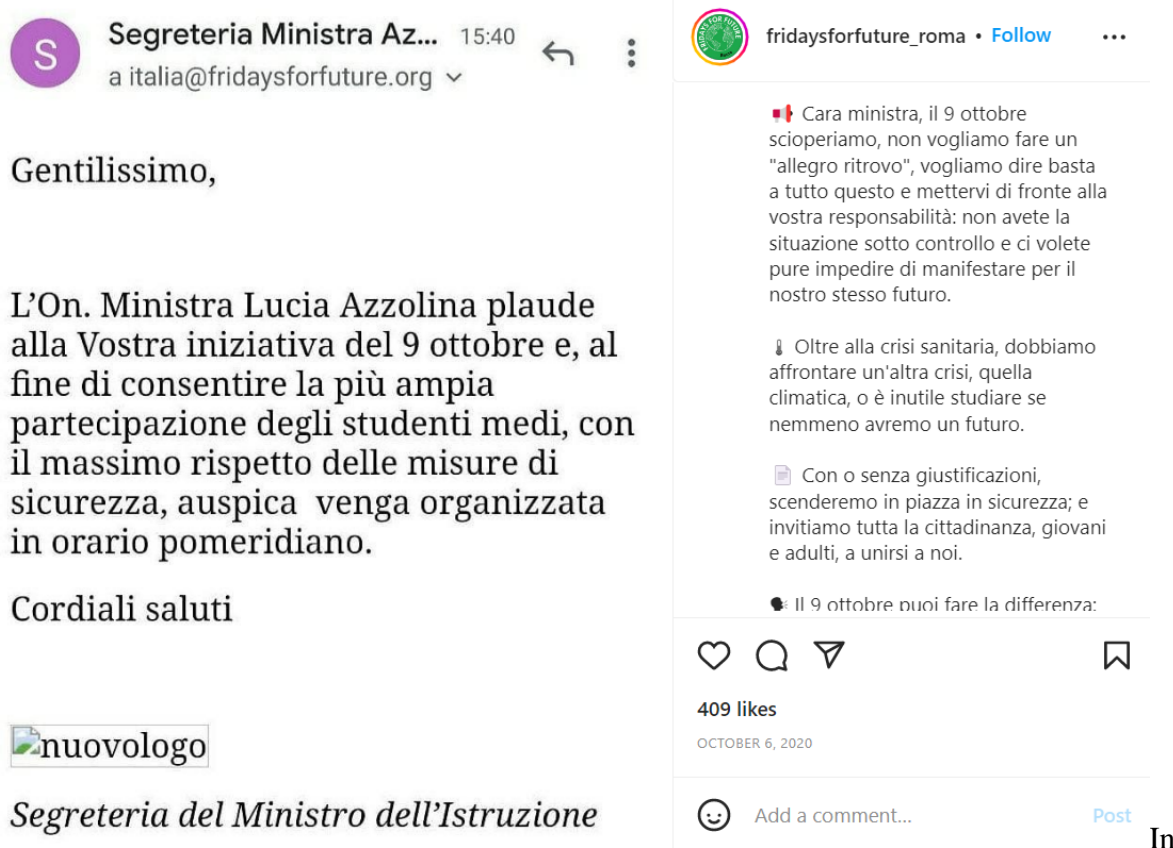 S
Segreteria Ministra Az... 15:40
a italia@fridaysforfuture.org
Gentilissimo,
L’On. Ministra Lucia Azzolina plaude
alla Vostra iniziativa del 9 ottobre e, al
fine di consentire la più ampia
partecipazione degli studenti medi, con
il massimo rispetto delle misure di
sicurezza, auspica venga organizzata
in orario pomeridiano.
Cordiali saluti
nuovologo
Segreteria del Ministro dell’Istruzione
fridaysforfuture_roma • Follow
Cara ministra, il 9 ottobre
scioperiamo, non vogliamo fare un
"allegro ritrovo", vogliamo dire basta
a tutto questo e mettervi di fronte alla
vostra responsabilità: non avete la
situazione sotto controllo e ci volete
pure impedire di manifestare per il
nostro stesso futuro.
Oltre alla crisi sanitaria, dobbiamo
affrontare un'altra crisi, quella
climatica, o è inutile studiare se
nemmeno avremo un futuro.
Con o senza giustificazioni,
scenderemo in piazza in sicurezza; e
invitiamo tutta la cittadinanza, giovani
e adulti, a unirsi a noi.
Il 9 ottobre puoi fare la differenza:
409 likes
OCTOBER 6, 2020
Add a comment... Post
In